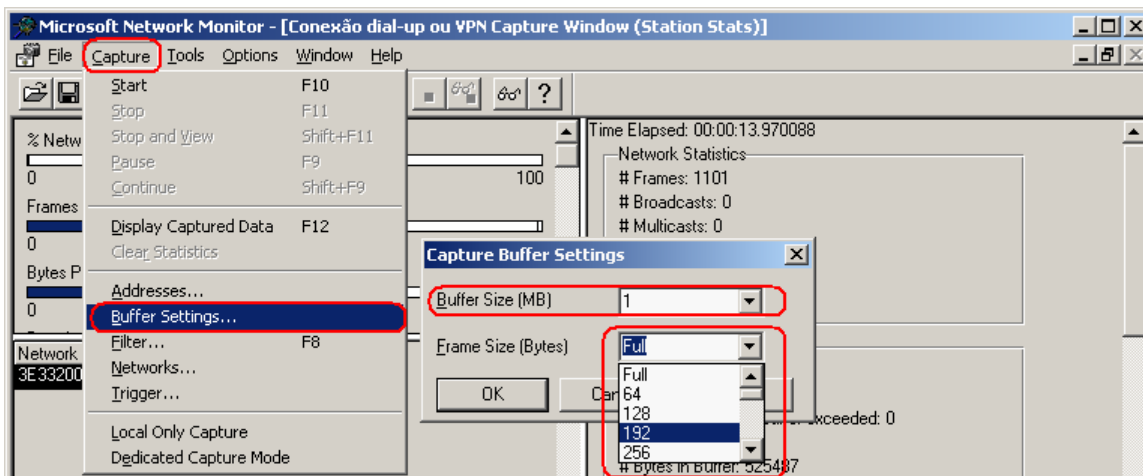 Microsoft Network Monitor - [Conexão dial-up ou VPN Capture Window (Station Stats)]
File Capture Tools Options Window Help
Start F10
Stop F11
Stop and View Shift+F11
Pause F9
Continue Shift+F9
Display Captured Data F12
Clear Statistics
Addresses...
Buffer Settings...
Filter... F8
Networks...
Trigger...
Local Only Capture
Dedicated Capture Mode
%
0 100
Frames
0
Bytes P
0
Network
3E33200
Time Elapsed: 00:00:13.970088
Network Statistics
# Frames: 1101
# Broadcasts: 0
# Multicasts: 0
Capture Buffer Settings
Buffer Size (MB) 1
Frame Size (Bytes) Full
Full
64
128
192
256
OK
exceeded: 0
# Bytes in Buffer: 525487